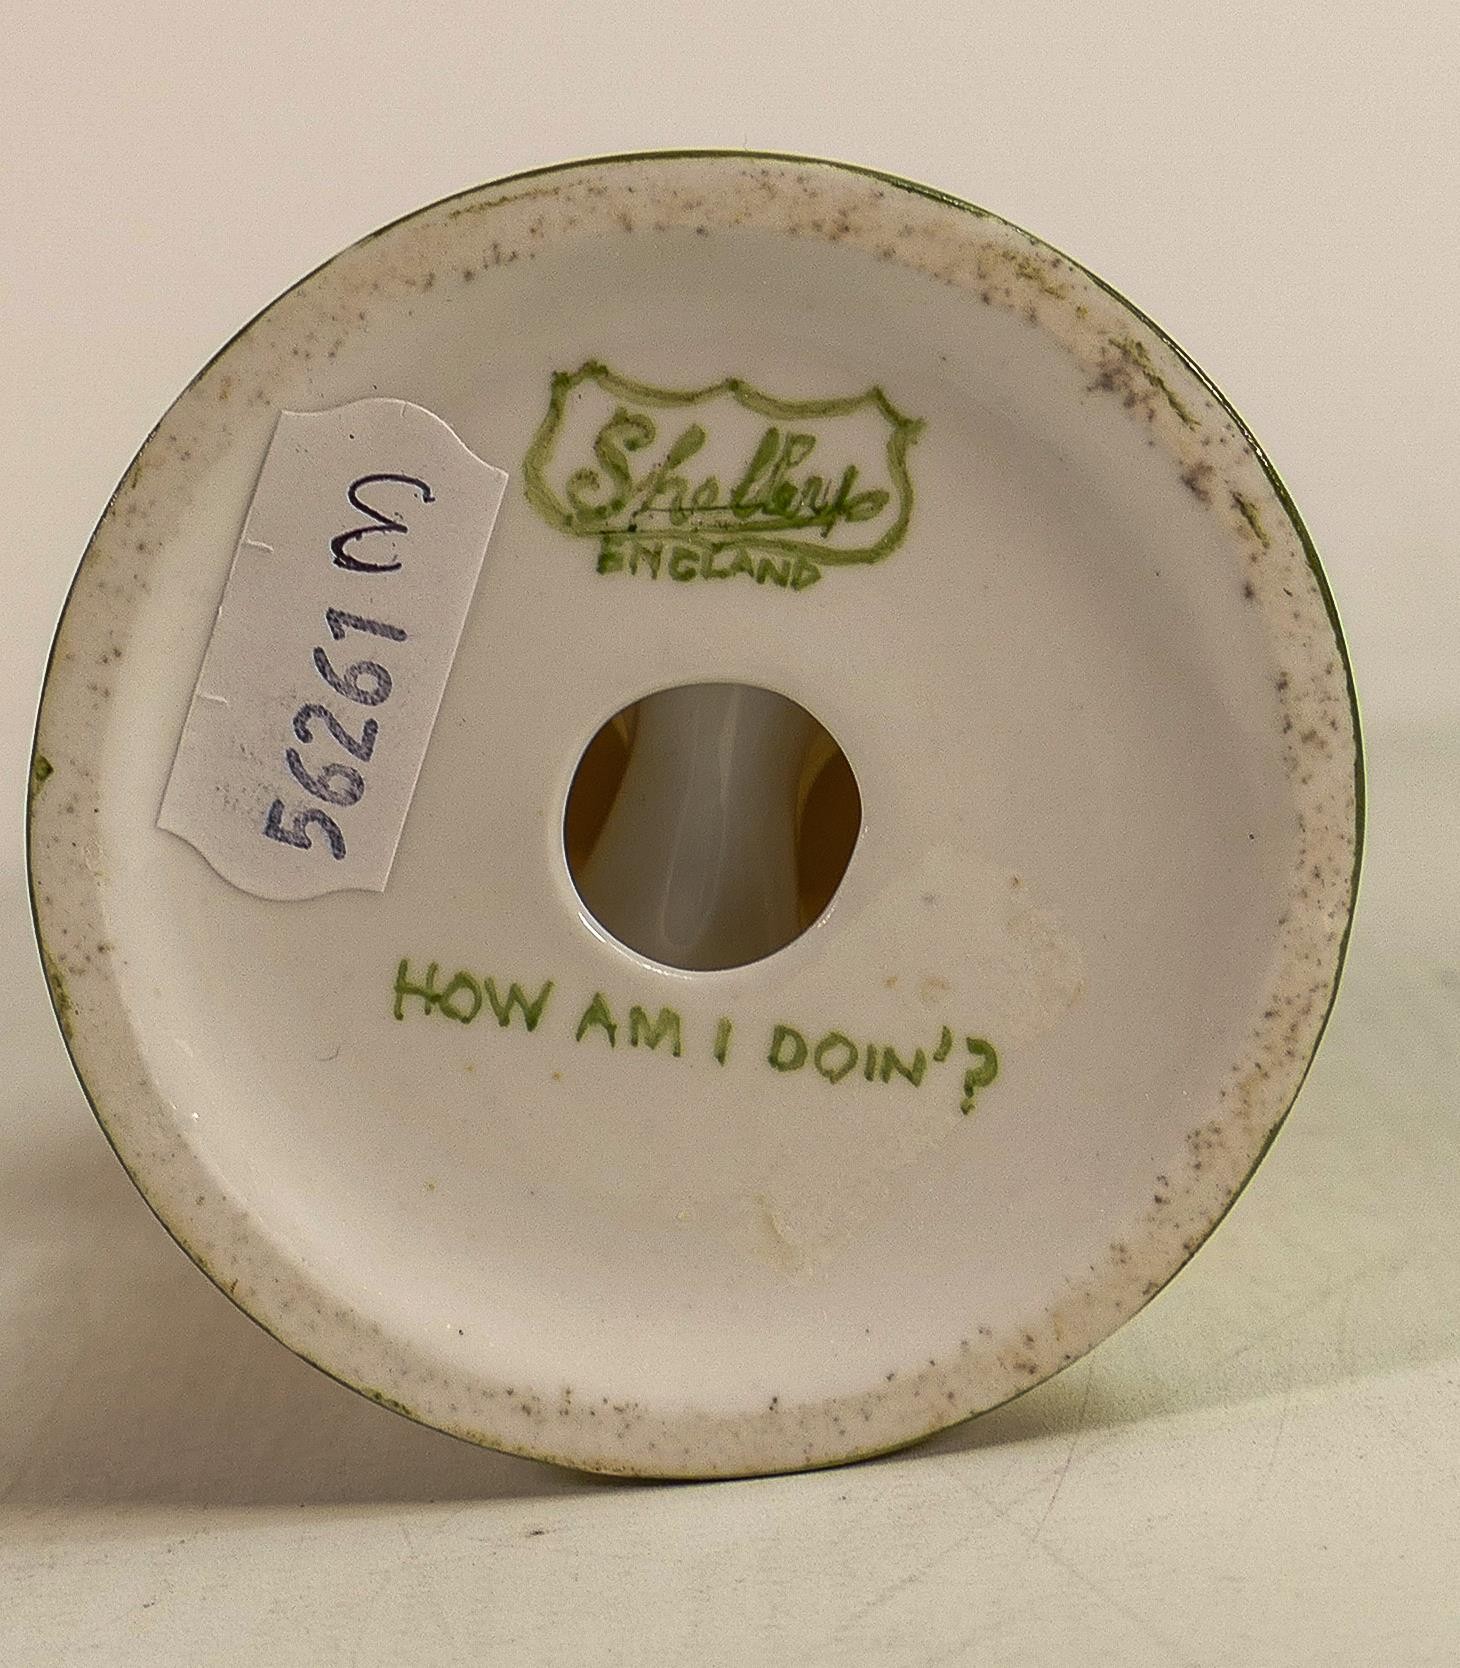 Shelley
ENGLAND
56261 M
HOW AM I DOIN'?